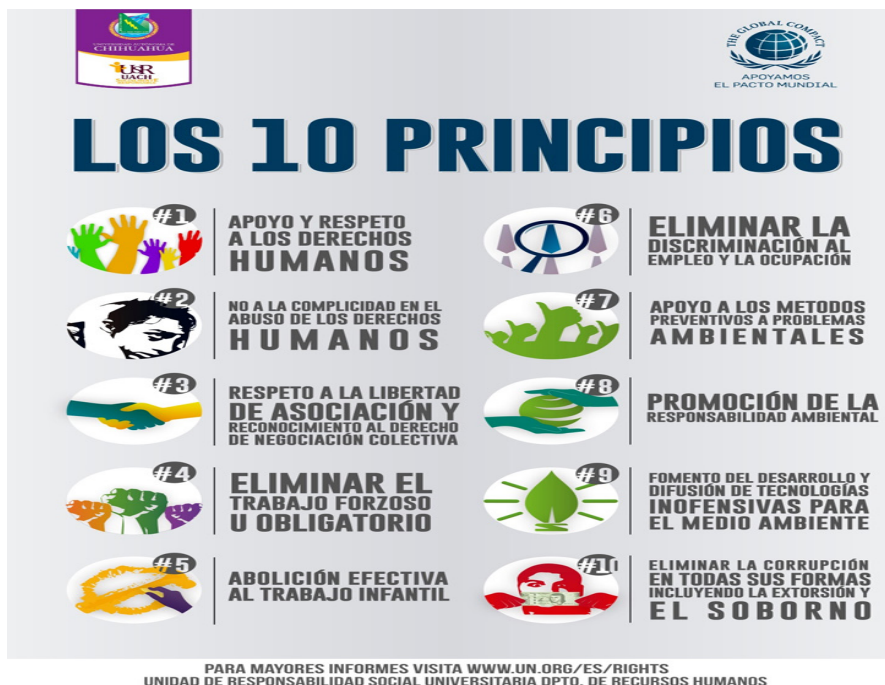 UNIVERSIDAD AUTÓNOMA DE
CHIHUAHUA
USR
UACH
THE GLOBAL COMPACT
APOYAMOS
EL PACTO MUNDIAL
LOS 10 PRINCIPIOS
#1
APOYO Y RESPETO
A LOS DERECHOS
HUMANOS
#2
NO A LA COMPLICIDAD EN EL
ABUSO DE LOS DERECHOS
HUMANOS
#3
RESPETO A LA LIBERTAD
DE ASOCIACIÓN Y
RECONOCIMIENTO AL DERECHO
DE NEGOCIACIÓN COLECTIVA
#4
ELIMINAR EL
TRABAJO FORZOSO
U OBLIGATORIO
#5
ABOLICIÓN EFECTIVA
AL TRABAJO INFANTIL
#6
ELIMINAR LA
DISCRIMINACIÓN AL
EMPLEO Y LA OCUPACIÓN
#7
APOYO A LOS METODOS
PREVENTIVOS A PROBLEMAS
AMBIENTALES
#8
PROMOCIÓN DE LA
RESPONSABILIDAD AMBIENTAL
#9
FOMENTO DEL DESARROLLO Y
DIFUSIÓN DE TECNOLOGÍAS
INOFENSIVAS PARA
EL MEDIO AMBIENTE
#10
ELIMINAR LA CORRUPCIÓN
EN TODAS SUS FORMAS
INCLUYENDO LA EXTORSIÓN Y
EL SOBORNO
PARA MAYORES INFORMES VISITA WWW.UN.ORG/ES/RIGHTS
UNIDAD DE RESPONSABILIDAD SOCIAL UNIVERSITARIA DPTO. DE RECURSOS HUMANOS